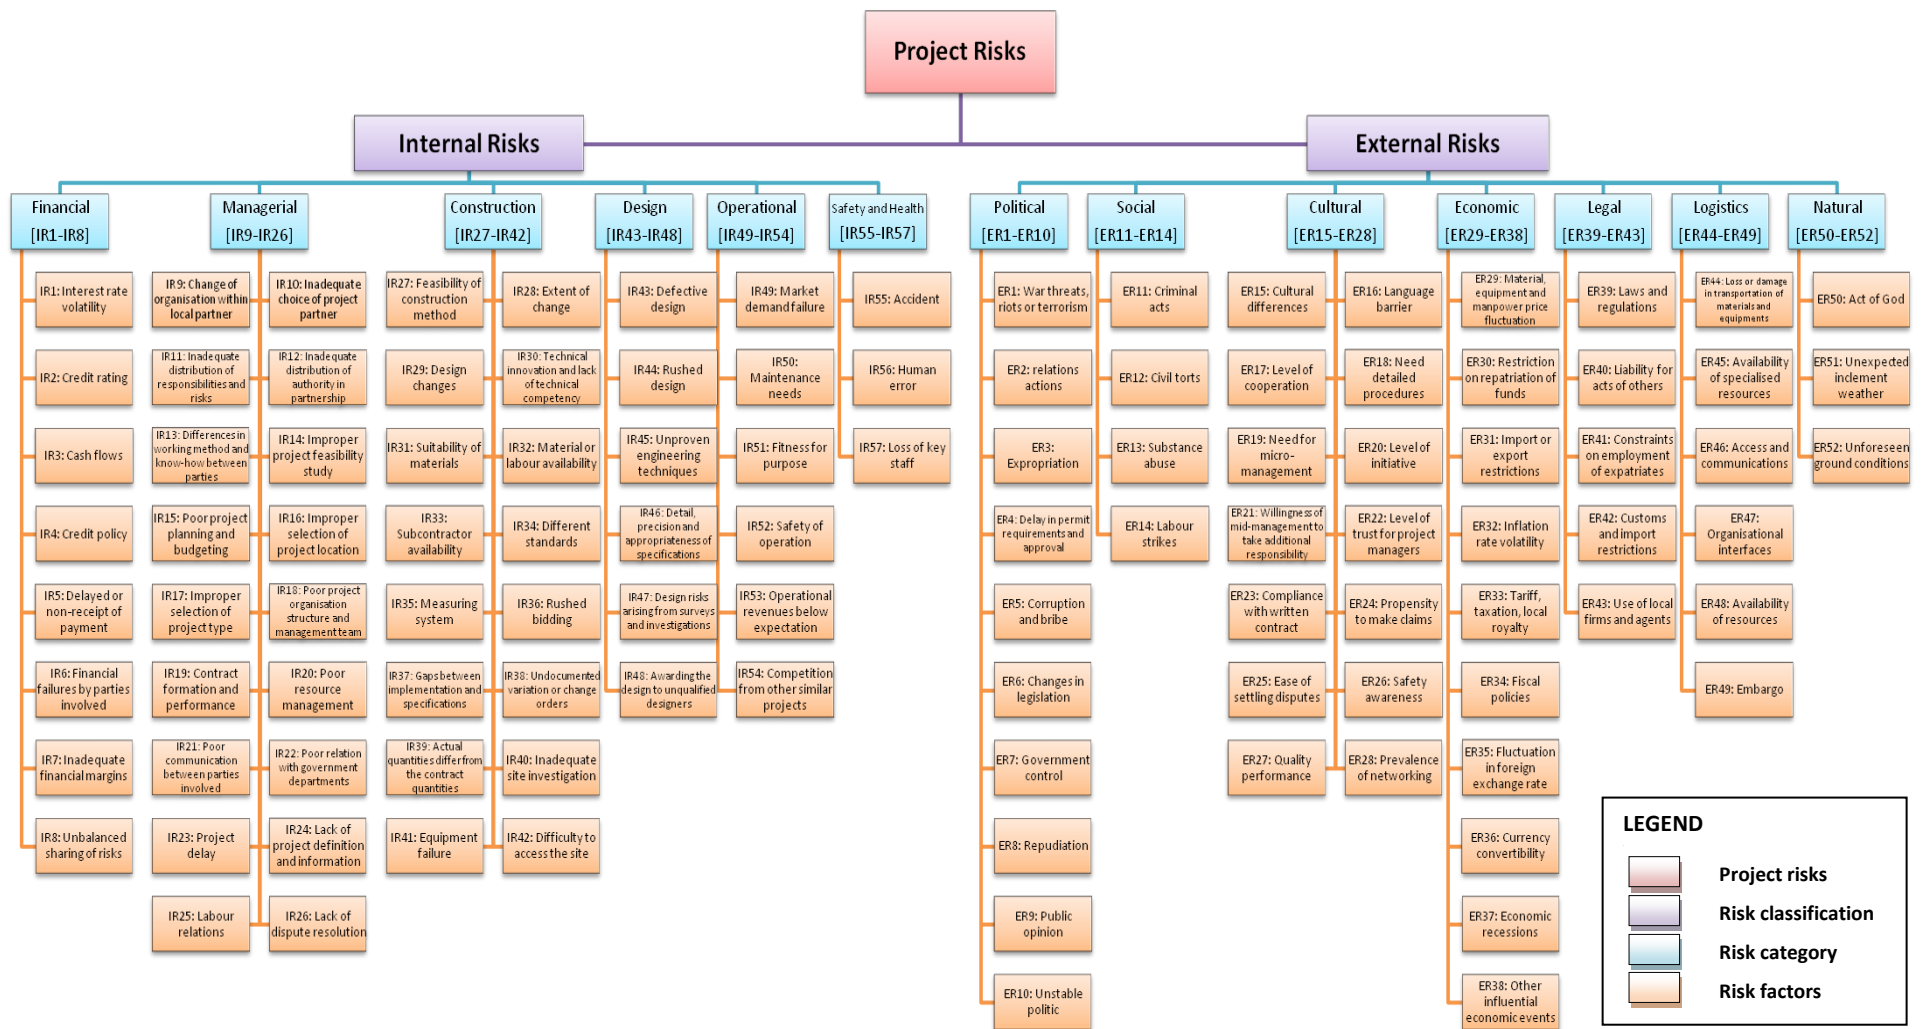 Project Risks
Internal Risks
External Risks
Financial
[IR1-IR8]
Managerial
[IR9-IR26]
Construction
[IR27-IR42]
Design
[IR43-IR48]
Operational
[IR49-IR54]
Safety and Health
[IR55-IR57]
Political
[ER1-ER10]
Social
[ER11-ER14]
Cultural
[ER15-ER28]
Economic
[ER29-ER38]
Legal
[ER39-ER43]
Logistics
[ER44-ER49]
Natural
[ER50-ER52]
IR1: Interest rate
volatility
IR2: Credit rating
IR3: Cash flows
IR4: Credit policy
IR5: Delayed or
non-receipt of
payment
IR6: Financial
failures by parties
involved
IR7: Inadequate
financial margins
IR8: Unbalanced
sharing of risks
IR9: Change of
organisation within
local partner
IR10: Inadequate
choice of project
partner
IR11: Inadequate
distribution of
responsibilities and
risks
IR12: Inadequate
distribution of
authority in
partnership
IR13: Differences in
working method and
know-how between
parties
IR14: Improper
project feasibility
study
IR15: Poor project
planning and
budgeting
IR16: Improper
selection of
project location
IR17: Improper
selection of
project type
IR18: Poor project
organisation
structure and
management team
IR19: Contract
formation and
performance
IR20: Poor
resource
management
IR21: Poor
communication
between parties
involved
IR22: Poor relation
with government
departments
IR23: Project
delay
IR24: Lack of
project definition
and information
IR25: Labour
relations
IR26: Lack of
dispute resolution
IR27: Feasibility of
construction
method
IR28: Extent of
change
IR29: Design
changes
IR30: Technical
innovation and lack
of technical
competency
IR31: Suitability of
materials
IR32: Material or
labour availability
IR33:
Subcontractor
availability
IR34: Different
standards
IR35: Measuring
system
IR36: Rushed
bidding
IR37: Gaps between
implementation and
specifications
IR38: Undocumented
variation or change
orders
IR39: Actual
quantities differ from
the contract
quantities
IR40: Inadequate
site investigation
IR41: Equipment
failure
IR42: Difficulty to
access the site
IR43: Defective
design
IR44: Rushed
design
IR45: Unproven
engineering
techniques
IR46: Detail,
precision and
appropriateness of
specifications
IR47: Design risks
arising from surveys
and investigations
IR48: Awarding the
design to unqualified
designers
IR49: Market
demand failure
IR50:
Maintenance
needs
IR51: Fitness for
purpose
IR52: Safety of
operation
IR53: Operational
revenues below
expectation
IR54: Competition
from other similar
projects
IR55: Accident
IR56: Human
error
IR57: Loss of key
staff
ER1: War threats,
riots or terrorism
ER2: relations
actions
ER3:
Expropriation
ER4: Delay in permit
requirements and
approval
ER5: Corruption
and bribe
ER6: Changes in
legislation
ER7: Government
control
ER8: Repudiation
ER9: Public
opinion
ER10: Unstable
politic
ER11: Criminal
acts
ER12: Civil torts
ER13: Substance
abuse
ER14: Labour
strikes
ER15: Cultural
differences
ER16: Language
barrier
ER17: Level of
cooperation
ER18: Need
detailed
procedures
ER19: Need for
micro-
management
ER20: Level of
initiative
ER21: Willingness of
mid-management to
take additional
responsibility
ER22: Level of
trust for project
managers
ER23: Compliance
with written
contract
ER24: Propensity
to make claims
ER25: Ease of
settling disputes
ER26: Safety
awareness
ER27: Quality
performance
ER28: Prevalence
of networking
ER29: Material,
equipment and
manpower price
fluctuation
ER30: Restriction
on repatriation of
funds
ER31: Import or
export
restrictions
ER32: Inflation
rate volatility
ER33: Tariff,
taxation, local
royalty
ER34: Fiscal
policies
ER35: Fluctuation
in foreign
exchange rate
ER36: Currency
convertibility
ER37: Economic
recessions
ER38: Other
influential
economic events
ER39: Laws and
regulations
ER40: Liability for
acts of others
ER41: Constraints
on employment
of expatriates
ER42: Customs
and import
restrictions
ER43: Use of local
firms and agents
ER44: Loss or damage
in transportation of
materials and
equipments
ER45: Availability
of specialised
resources
ER46: Access and
communications
ER47:
Organisational
interfaces
ER48: Availability
of resources
ER49: Embargo
ER50: Act of God
ER51: Unexpected
inclement
weather
ER52: Unforeseen
ground conditions
LEGEND
Project risks
Risk classification
Risk category
Risk factors